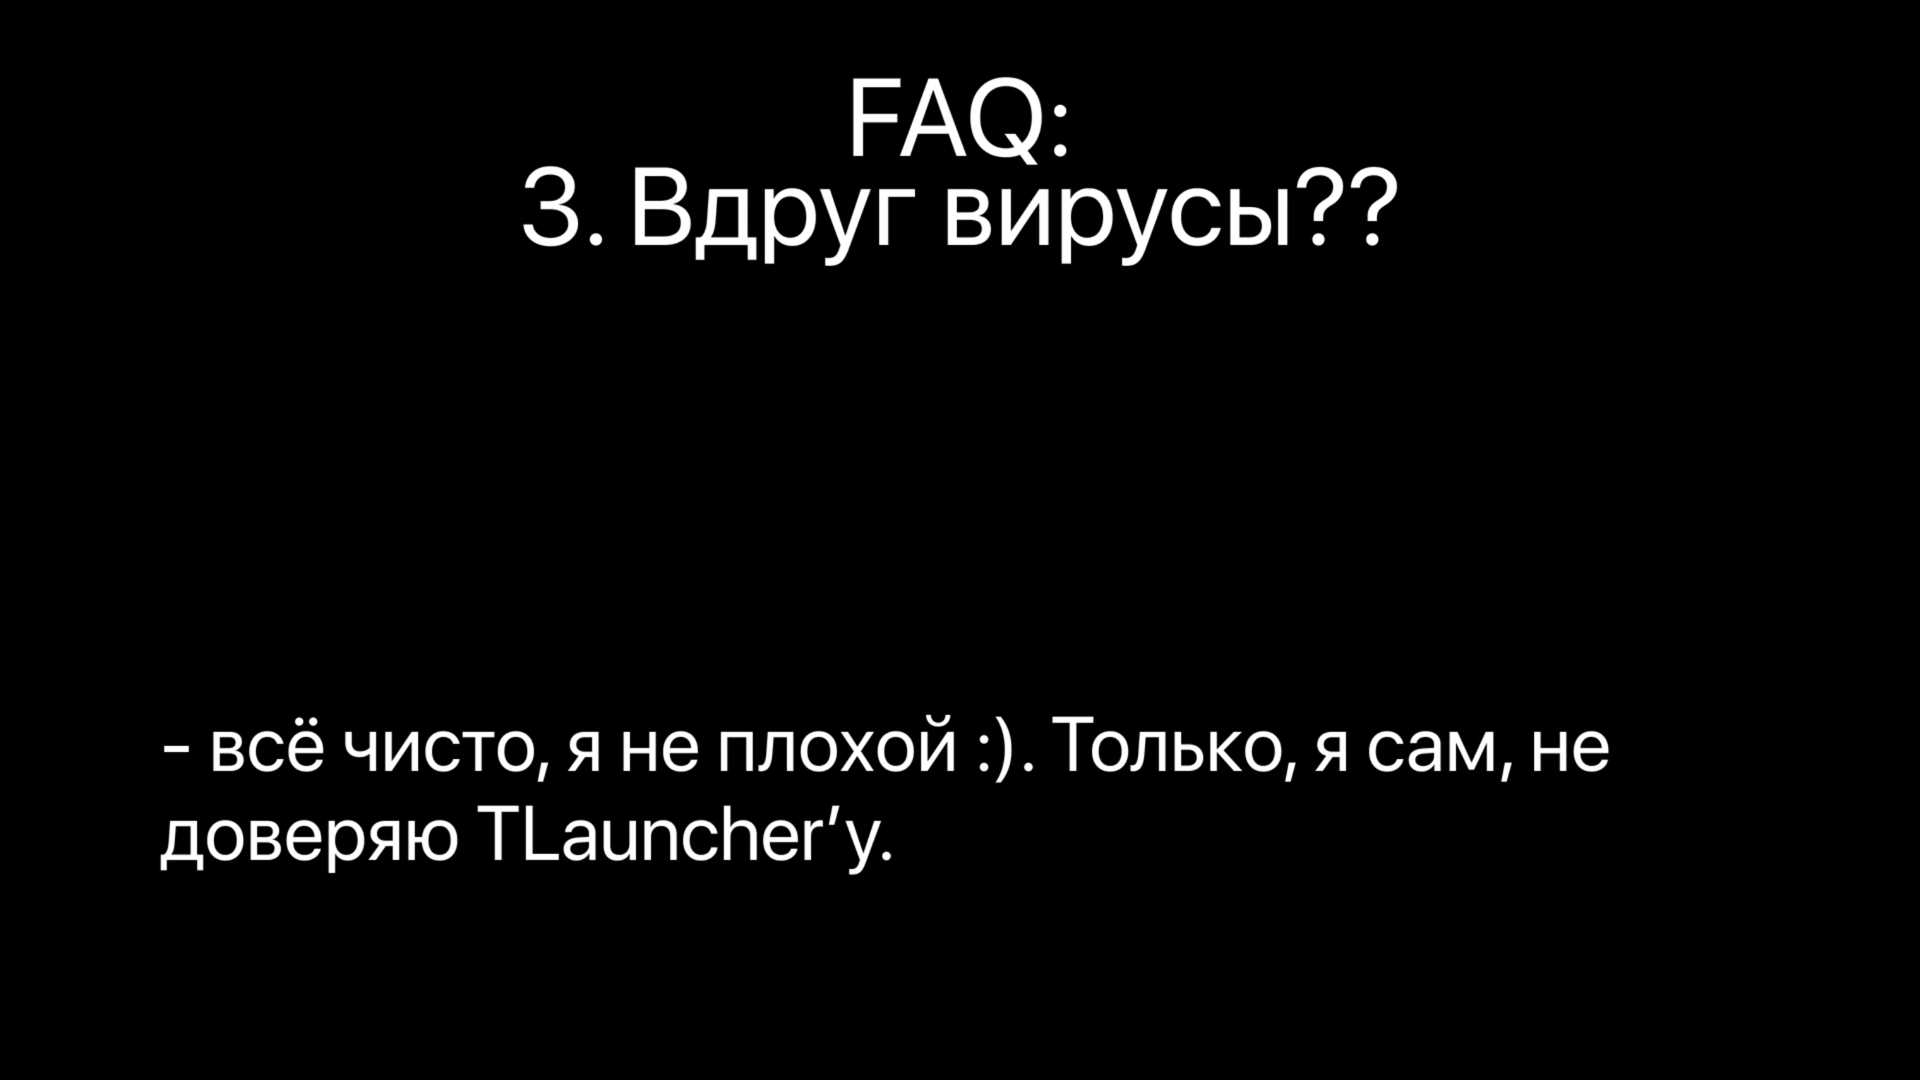 FAQ:
3. Вдруг вирусы??
- всё чисто, я не плохой :). Только, я сам, не
доверяю TLauncher’у.